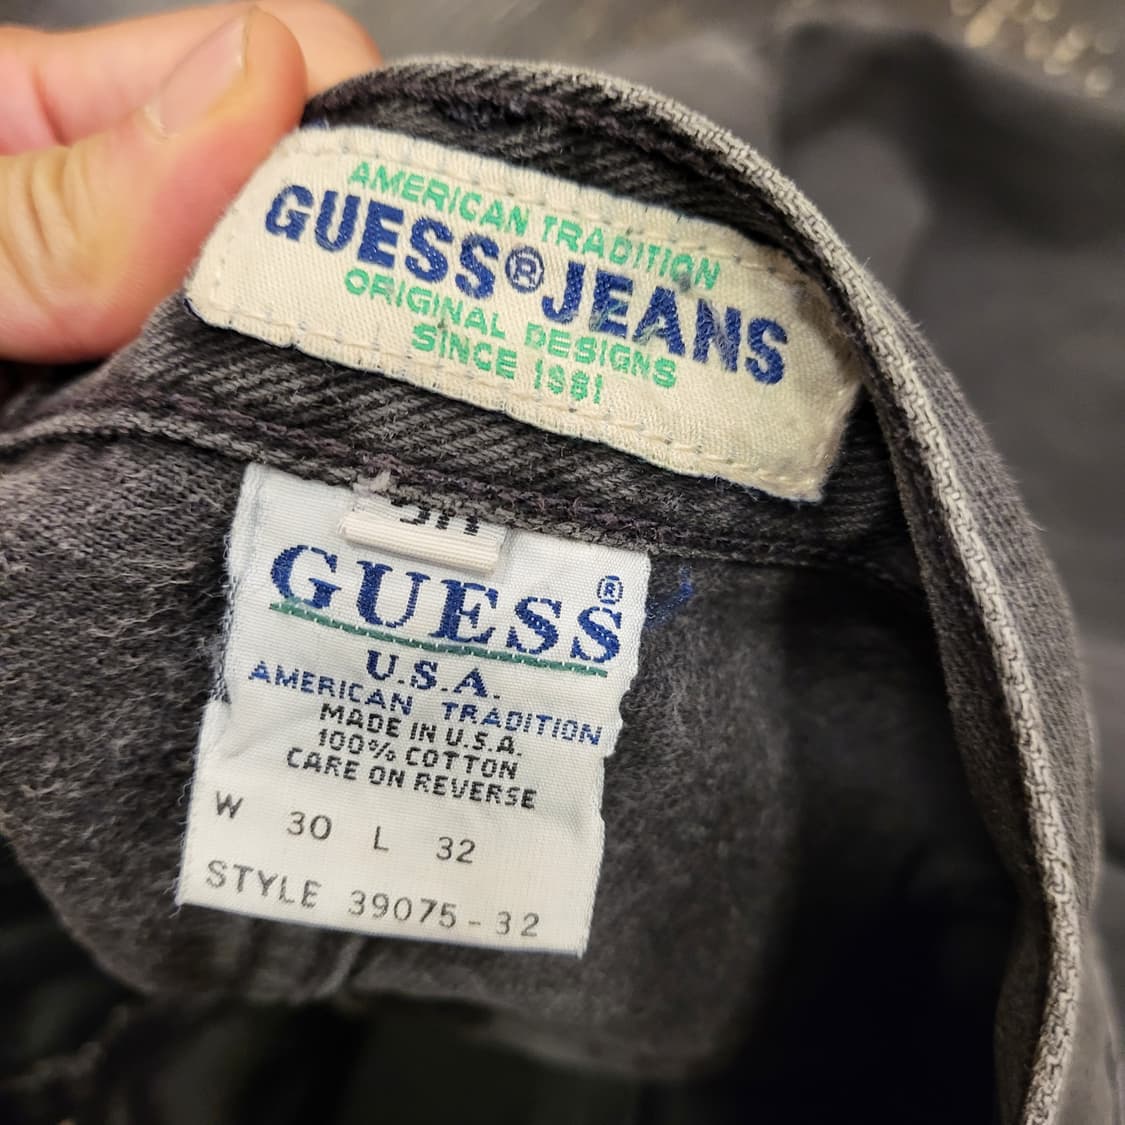 AMERICAN TRADITION
GUESS®JEANS
ORIGINAL DESIGNS
SINCE 1981
GUESS®
U.S.A.
AMERICAN TRADITION
MADE IN U.S.A.
100% COTTON
CARE ON REVERSE
W 30 L 32
STYLE 39075-32